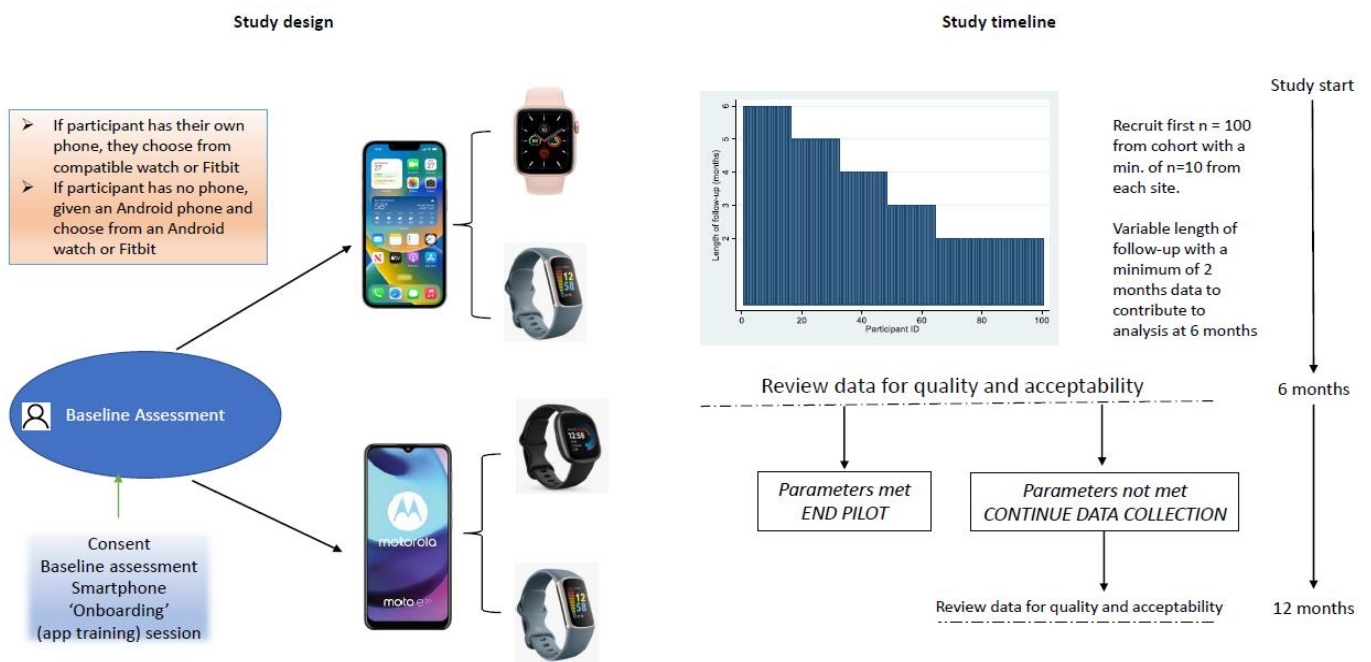 Study design
➢ If participant has their own
phone, they choose from
compatible watch or Fitbit
➢ If participant has no phone,
given an Android phone and
choose from an Android
watch or Fitbit
Baseline Assessment
Consent
Baseline assessment
Smartphone
‘Onboarding’
(app training) session
MOTOROLA
moto e20
12
58
12:58
12
58
Study timeline
Length of follow-up (months)
6
5
4
3
2
0
20
40
60
80
100
Participant ID
Recruit first n = 100
from cohort with a
min. of n=10 from
each site.
Variable length of
follow-up with a
minimum of 2
months data to
contribute to
analysis at 6 months
Study start
6 months
12 months
Review data for quality and acceptability
Parameters met
END PILOT
Parameters not met
CONTINUE DATA COLLECTION
Review data for quality and acceptability